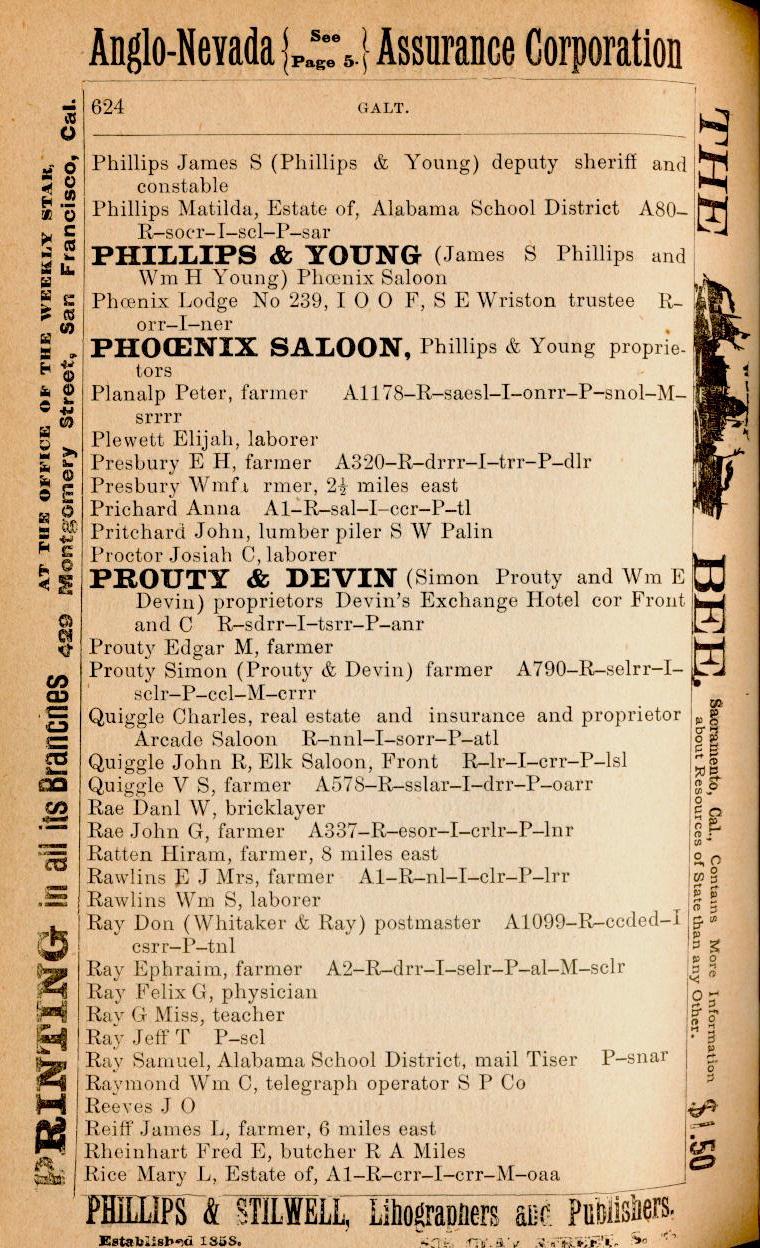 Anglo-Nevada { See Page 5. } Assurance Corporation
624 GALT.
Phillips James S (Phillips & Young) deputy sheriff and
constable
Phillips Matilda, Estate of, Alabama School District A80–
R–socr–I–scl–P–sar
PHILLIPS & YOUNG (James S Phillips and
Wm H Young) Phœnix Saloon
Phœnix Lodge No 239, I O O F, S E Wriston trustee R–
orr–I–ner
PHOŒNIX SALOON, Phillips & Young proprie-
tors
Planalp Peter, farmer A1178–R–saesl–I–onrr–P–snol–M–
srrrr
Plewett Elijah, laborer
Presbury E H, farmer A320–R–drrr–I–trr–P–dlr
Presbury Wmfa rmer, 2½ miles east
Prichard Anna A1–R–sal–I–ccr–P–tl
Pritchard John, lumber piler S W Palin
Proctor Josiah C, laborer
PROUTY & DEVIN (Simon Prouty and Wm E
Devin) proprietors Devin's Exchange Hotel cor Front
and C R–sdrr–I–tsrr–P–anr
Prouty Edgar M, farmer
Prouty Simon (Prouty & Devin) farmer A790–R–selrr–I–
sclr–P–ccl–M–crrr
Quiggle Charles, real estate and insurance and proprietor
Arcade Saloon R–nnl–I–sorr–P–atl
Quiggle John R, Elk Saloon, Front R–lr–I–crr–P–lsl
Quiggle V S, farmer A578–R–sslar–I–drr–P–oarr
Rae Danl W, bricklayer
Rae John G, farmer A337–R–esor–I–crlr–P–lnr
Ratten Hiram, farmer, 8 miles east
Rawlins E J Mrs, farmer A1–R–nl–I–clr–P–lrr
Rawlins Wm S, laborer
Ray Don (Whitaker & Ray) postmaster A1099–R–ccded–I
csrr–P–tnl
Ray Ephraim, farmer A2–R–drr–I–selr–P–al–M–sclr
Ray Felix G, physician
Ray G Miss, teacher
Ray Jeff T P–scl
Ray Samuel, Alabama School District, mail Tiser P–snar
Raymond Wm C, telegraph operator S P Co
Reeves J O
Reiff James L, farmer, 6 miles east
Rheinhart Fred E, butcher R A Miles
Rice Mary L, Estate of, A1–R–crr–I–crr–M–oaa
PHILLIPS & STILWELL, Lihographers and Publishers.
Established 1858.
PRINTING in all its Brancnes
AT THE OFFICE OF THE WEEKLY STAR,
429 Montgomery Street, San Francisco, Cal.
THE BEE.
Sacramento, Cal., Contains More Information
about Resources of State than any Other.
$1.50